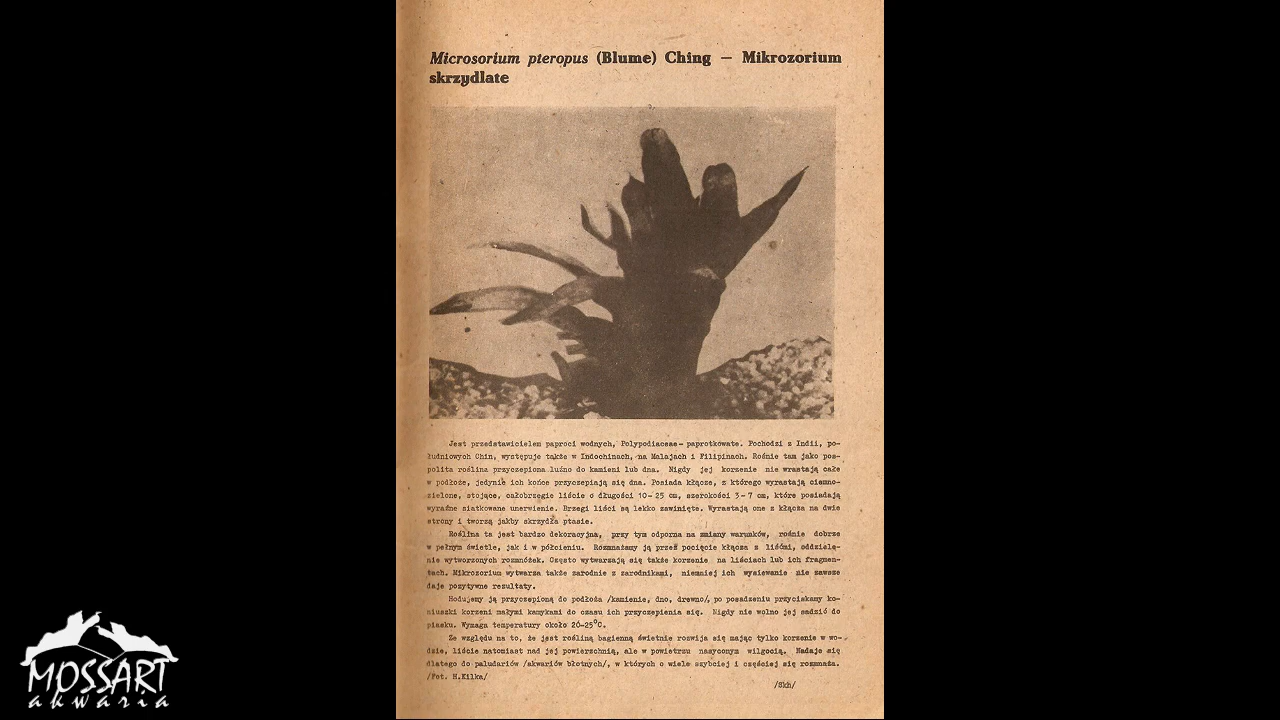 Microsorium pteropus (Blume) Ching — Mikrozorium
skrzydlate
Jest przedstawicielem paproci wodnych, Polypodiaceae - paprotkowate. Pochodzi z Indii, po-
łudniowych Chin, występuje także w Indochinach, na Malajach i Filipinach. Rośnie tam jako pos-
polita roślina przyczepiona luźno do kamieni lub dna. Nigdy jej korzenie nie wrastają całe
w podłoże, jedynie ich końce przyczepiają się dna. Posiada kłącze, z którego wyrastają ciemno-
zielone, stojące, całobrzegie liście o długości 10-25 cm, szerokości 3-7 cm, które posiadają
wyraźne siatkowane unerwienie. Brzegi liści są lekko zawinięte. Wyrastają one z kłącza na dwie
strony i tworzą jakby skrzydła ptasie.
Roślina ta jest bardzo dekoracyjna, przy tym odporna na zmiany warunków, rośnie dobrze
w pełnym świetle, jak i w półcieniu. Rozmnażamy ją przez pocięcie kłącza z liśćmi, oddziela-
nie wytworzonych rozmnóżek. Często wytwarzają się także korzenie na liściach lub ich fragmen-
tach. Mikrozorium wytwarza także zarodnie z zarodnikami, niemniej ich wysiewanie nie zawsze
daje pozytywne rezultaty.
Hodujemy ją przyczepioną do podłoża /kamienie, dno, drewno/, po posadzeniu przyciskamy ko-
niuszki korzeni małymi kamykami do czasu ich przyczepienia się. Nigdy nie wolno jej sadzić do
piasku. Wymaga temperatury około 20-25°C.
Ze względu na to, że jest rośliną bagienną świetnie rozwija się mając tylko korzenie w wo-
dzie, liście natomiast nad jej powierzchnią, ale w powietrzu nasyconym wilgocią. Nadaje się
dlatego do paludariów /akwariów błotnych/, w których o wiele szybciej i częściej się rozmnaża.
/Fot. H.Kilka/
/Skh/
MOSSART
akwaria